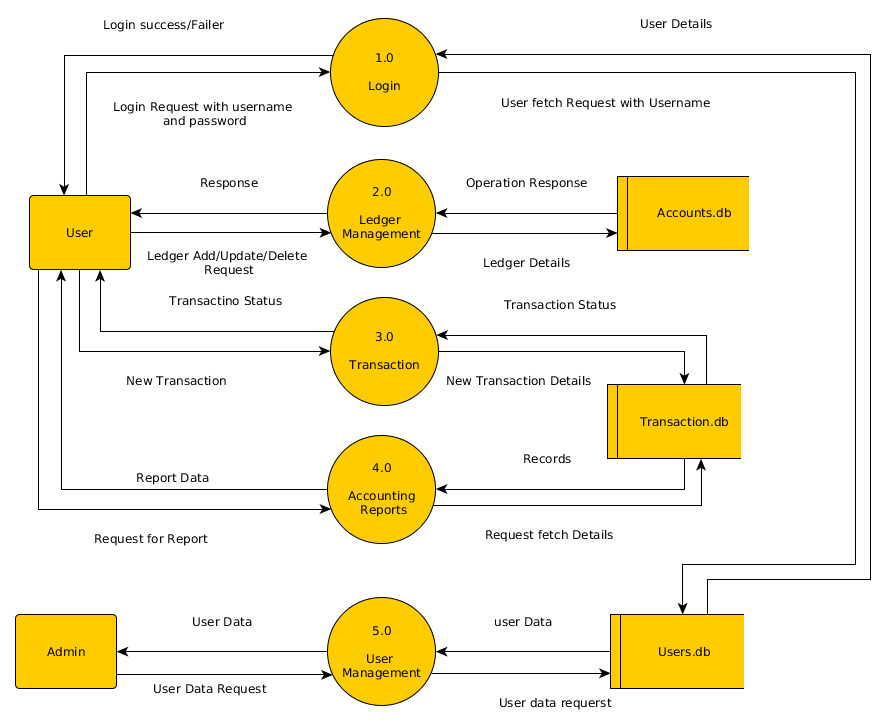 Login success/Failer
User Details
1.0
Login
Login Request with username
and password
User fetch Request with Username
Response
2.0
Ledger
Management
Operation Response
Accounts.db
User
Ledger Add/Update/Delete
Request
Ledger Details
Transactino Status
3.0
Transaction
Transaction Status
New Transaction
New Transaction Details
Transaction.db
Report Data
4.0
Accounting
Reports
Records
Request for Report
Request fetch Details
User Data
5.0
User
Management
user Data
Admin
Users.db
User Data Request
User data requerst